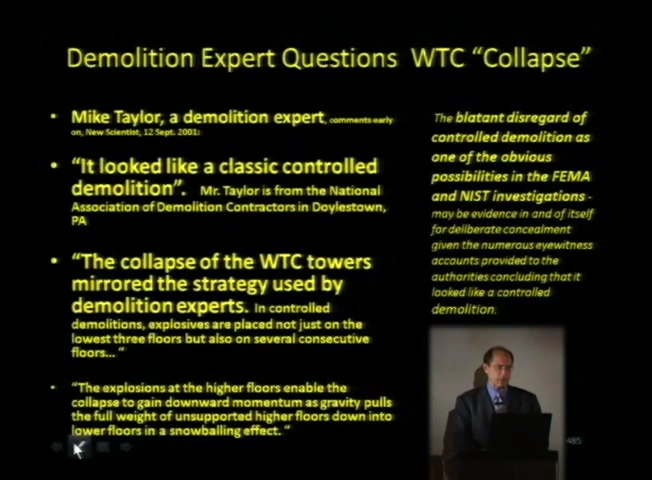 Demolition Expert Questions WTC “Collapse”
• Mike Taylor, a demolition expert, comments early
on, New Scientist, 12 Sept. 2001:
• “It looked like a classic controlled
demolition”. Mr. Taylor is from the National
Association of Demolition Contractors in Doylestown,
PA
• “The collapse of the WTC towers
mirrored the strategy used by
demolition experts. In controlled
demolitions, explosives are placed not just on the
lowest three floors but also on several consecutive
floors... “
• “The explosions at the higher floors enable the
collapse to gain downward momentum as gravity pulls
the full weight of unsupported higher floors down into
lower floors in a snowballing effect. “
The blatant disregard of
controlled demolition as
one of the obvious
possibilities in the FEMA
and NIST investigations -
may be evidence in and of itself
for deliberate concealment
given the numerous eyewitness
accounts provided to the
authorities concluding that it
looked like a controlled
demolition.
485